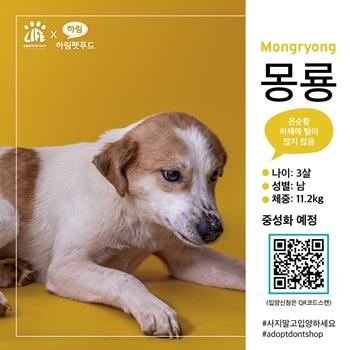 LIFE
X
하림
하림펫푸드
Mongryong
몽룡
온순함
하세에 털이
많지 않음
나이: 3살
성별: 남
체중: 11.2kg
중성화 예정
(입양신청은 QR코드스캔)
#사지말고입양하세요
#adoptdontshop